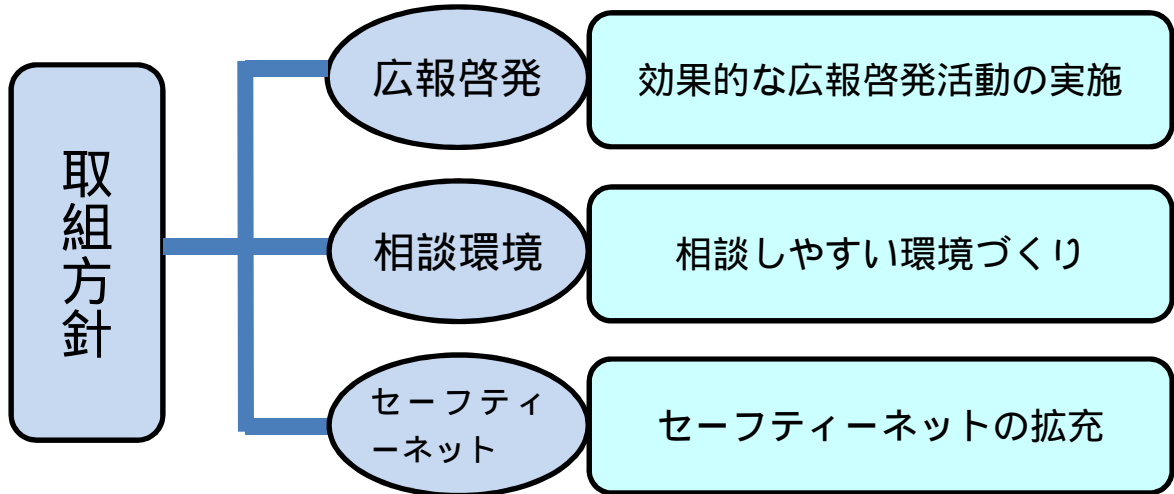 取組方針
広報啓発
効果的な広報啓発活動の実施
相談環境
相談しやすい環境づくり
セーフティ
ーネット
セーフティーネットの拡充